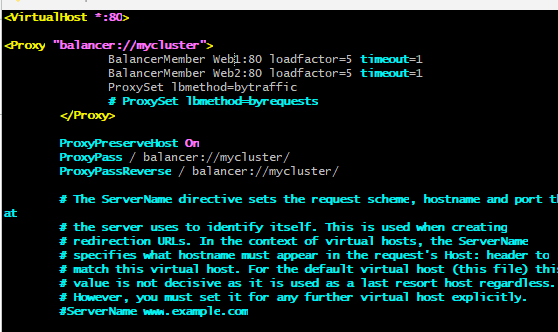 <VirtualHost *:80>
<Proxy "balancer://mycluster">
BalancerMember Web1:80 loadfactor=5 timeout=1
BalancerMember Web2:80 loadfactor=5 timeout=1
ProxySet lbmethod=bytraffic
# ProxySet lbmethod=byrequests
</Proxy>
ProxyPreserveHost On
ProxyPass / balancer://mycluster/
ProxyPassReverse / balancer://mycluster/
# The ServerName directive sets the request scheme, hostname and port th
at
# the server uses to identify itself. This is used when creating
# redirection URLs. In the context of virtual hosts, the ServerName
# specifies what hostname must appear in the request's Host: header to
# match this virtual host. For the default virtual host (this file) this
# value is not decisive as it is used as a last resort host regardless.
# However, you must set it for any further virtual host explicitly.
#ServerName www.example.com